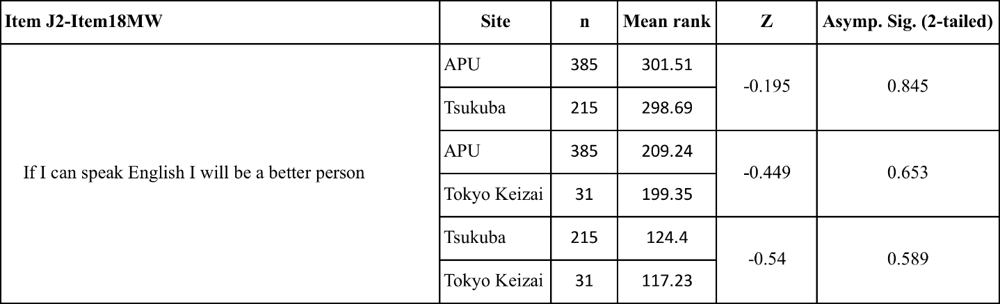 Item J2-Item18MW Site n Mean rank Z Asymp. Sig. (2-tailed)
APU 385 301.51
-0.195 0.845
Tsukuba 215 298.69
APU 385 209.24
If I can speak English I will be a better person -0.449 0.653
Tokyo Keizai 31 199.35
Tsukuba 215 124.4
-0.54 0.589
Tokyo Keizai 31 117.23